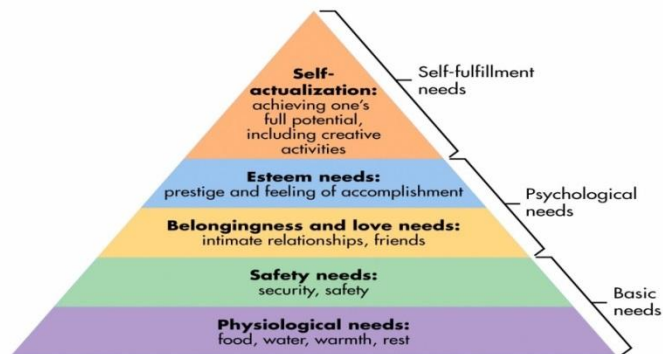 Self-
actualization:
achieving one's
full potential,
including creative
activities
Self-fulfillment
needs
Esteem needs:
prestige and feeling of accomplishment
Belongingness and love needs:
intimate relationships, friends
Psychological
needs
Safety needs:
security, safety
Physiological needs:
food, water, warmth, rest
Basic
needs